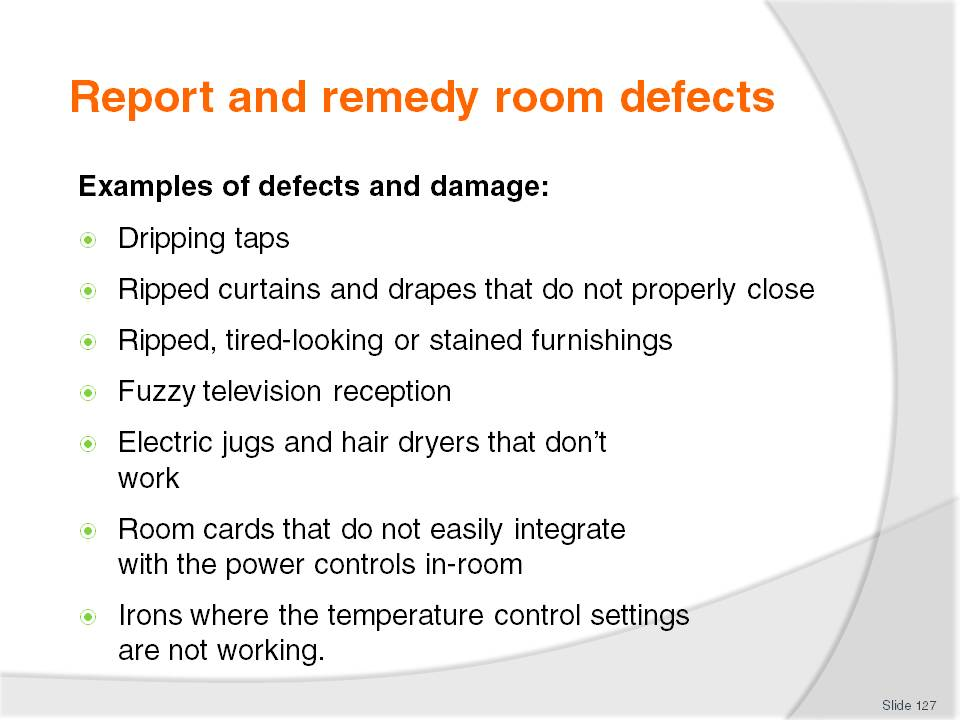 Report and remedy room defects
Examples of defects and damage:
Dripping taps
Ripped curtains and drapes that do not properly close
Ripped, tired-looking or stained furnishings
Fuzzy television reception
Electric jugs and hair dryers that don’t
work
Room cards that do not easily integrate
with the power controls in-room
Irons where the temperature control settings
are not working.
Slide 127